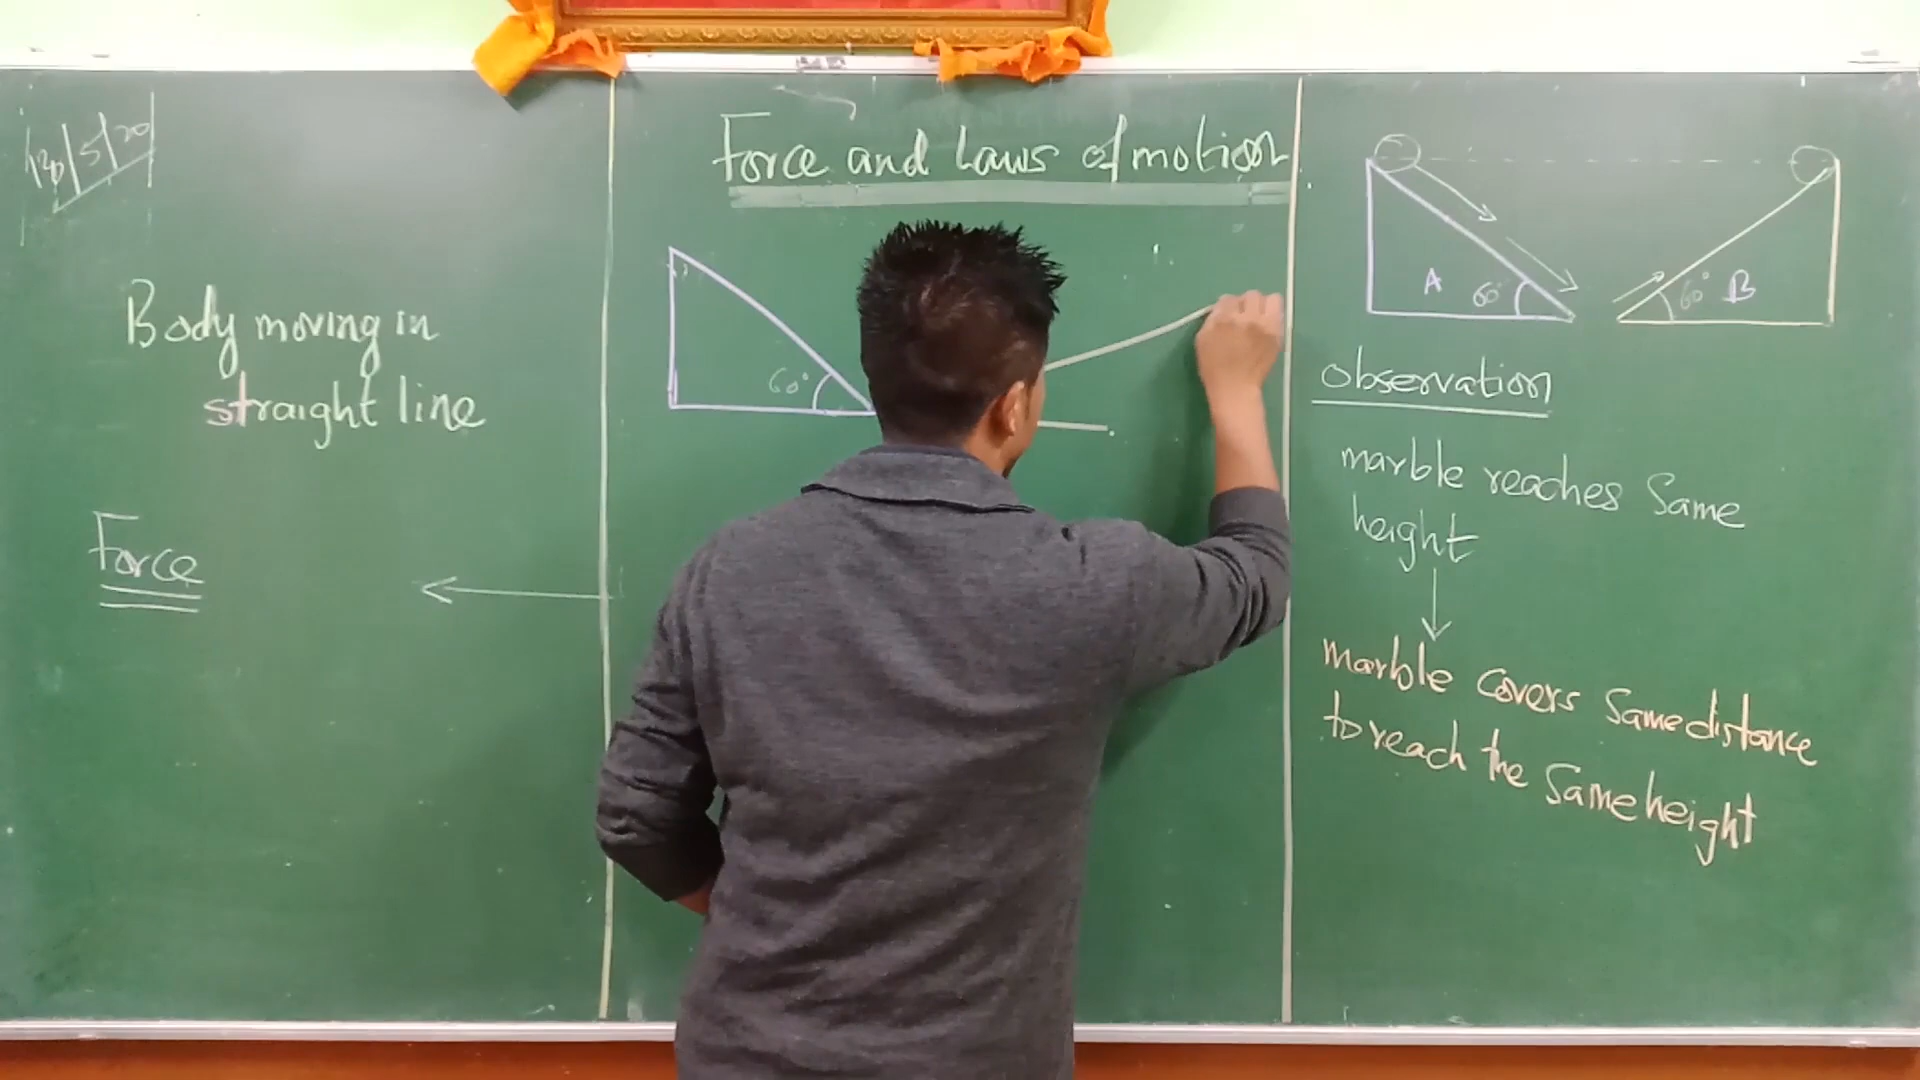 Force and Laws of motion
Body moving in
straight line
Force
60°
A 60°
60° B
observation
marble reaches Same
height
marble covers Same distance
to reach the Same height